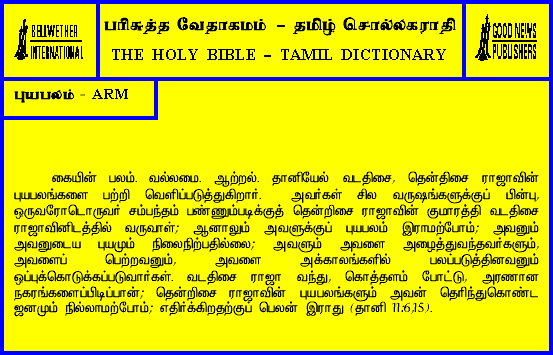 BELLWETHER
INTERNATIONAL
பரிசுத்த வேதாகமம் – தமிழ் சொல்லகராதி
THE HOLY BIBLE – TAMIL DICTIONARY
GOOD NEWS
PUBLISHERS
புயபலம் - ARM
கையின் பலம். வல்லமை. ஆற்றல். தானியேல் வடதிசை, தென்திசை ராஜாவின்
புயபலங்களை பற்றி வெளிப்படுத்துகிறார். அவர்கள் சில வருஷங்களுக்குப் பின்பு,
ஒருவரோடொருவர் சம்பந்தம் பண்ணும்படிக்குத் தென்றிசை ராஜாவின் குமாரத்தி வடதிசை
ராஜாவினிடத்தில் வருவாள்; ஆனாலும் அவளுக்குப் புயபலம் இராமற்போம்; அவனும்
அவனுடைய புயமும் நிலைநிற்பதில்லை; அவளும் அவளை அழைத்துவந்தவர்களும்,
அவளைப் பெற்றவனும், அவளை அக்காலங்களில் பலப்படுத்தினவனும்
ஒப்புக்கொடுக்கப்படுவார்கள். வடதிசை ராஜா வந்து, கொத்தளம் போட்டு, அரணான
நகரங்களைப்பிடிப்பான்; தென்றிசை ராஜாவின் புயபலங்களும் அவன் தெரிந்துகொண்ட
ஜனமும் நில்லாமற்போம்; எதிர்க்கிறதற்குப் பெலன் இராது (தானி 11:6,15).